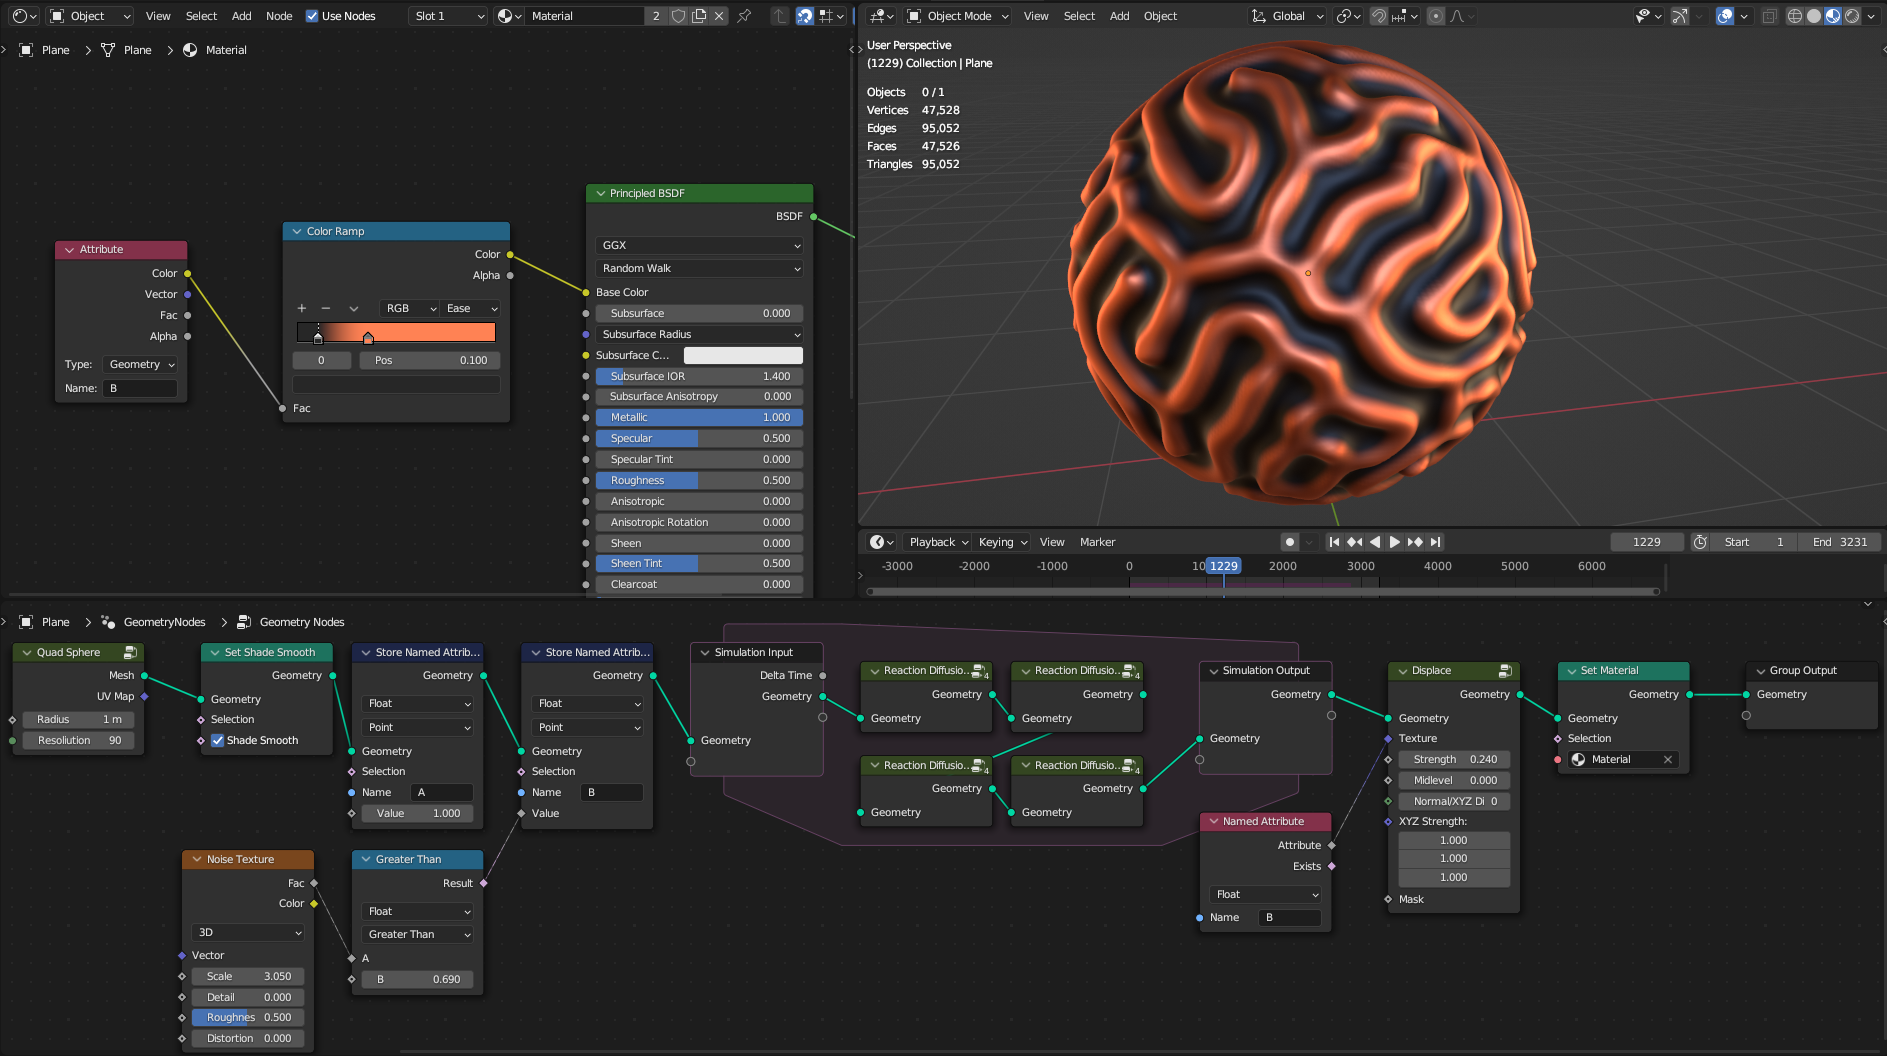 Object
View
Select
Add
Node
Use Nodes
Slot 1
Material
2
Plane
Plane
Material
Attribute
Color
Vector
Fac
Alpha
Type:
Geometry
Name:
B
Color Ramp
Color
Alpha
RGB
Ease
0
Pos
0.100
Fac
Principled BSDF
BSDF
GGX
Random Walk
Base Color
Subsurface 0.000
Subsurface Radius
Subsurface C...
Subsurface IOR 1.400
Subsurface Anisotropy 0.000
Metallic 1.000
Specular 0.500
Specular Tint 0.000
Roughness 0.500
Anisotropic 0.000
Anisotropic Rotation 0.000
Sheen 0.000
Sheen Tint 0.500
Clearcoat 0.000
Object Mode
View
Select
Add
Object
Global
User Perspective
(1229) Collection | Plane
Objects 0 / 1
Vertices 47,528
Edges 95,052
Faces 47,526
Triangles 95,052
Playback
Keying
View
Marker
1229
Start 1
End 3231
-3000
-2000
-1000
0
10
1229
2000
3000
4000
5000
6000
Plane
GeometryNodes
Geometry Nodes
Quad Sphere
Mesh
UV Map
Radius 1 m
Resolution 90
Set Shade Smooth
Geometry
Geometry
Selection
Shade Smooth
Store Named Attrib...
Geometry
Float
Point
Geometry
Selection
Name A
Value 1.000
Store Named Attrib...
Geometry
Float
Point
Geometry
Selection
Name B
Value
Simulation Input
Delta Time
Geometry
Geometry
Reaction Diffusio...
4
Geometry
Geometry
Reaction Diffusio...
4
Geometry
Geometry
Reaction Diffusio...
4
Geometry
Geometry
Reaction Diffusio...
4
Geometry
Geometry
Simulation Output
Geometry
Geometry
Named Attribute
Attribute
Exists
Float
Name B
Displace
Geometry
Geometry
Texture
Strength 0.240
Midlevel 0.000
Normal/XYZ Di 0
XYZ Strength:
1.000
1.000
1.000
Mask
Set Material
Geometry
Geometry
Selection
Material
Group Output
Geometry
Noise Texture
Fac
Color
3D
Vector
Scale 3.050
Detail 0.000
Roughnes 0.500
Distortion 0.000
Greater Than
Result
Float
Greater Than
A
B 0.690